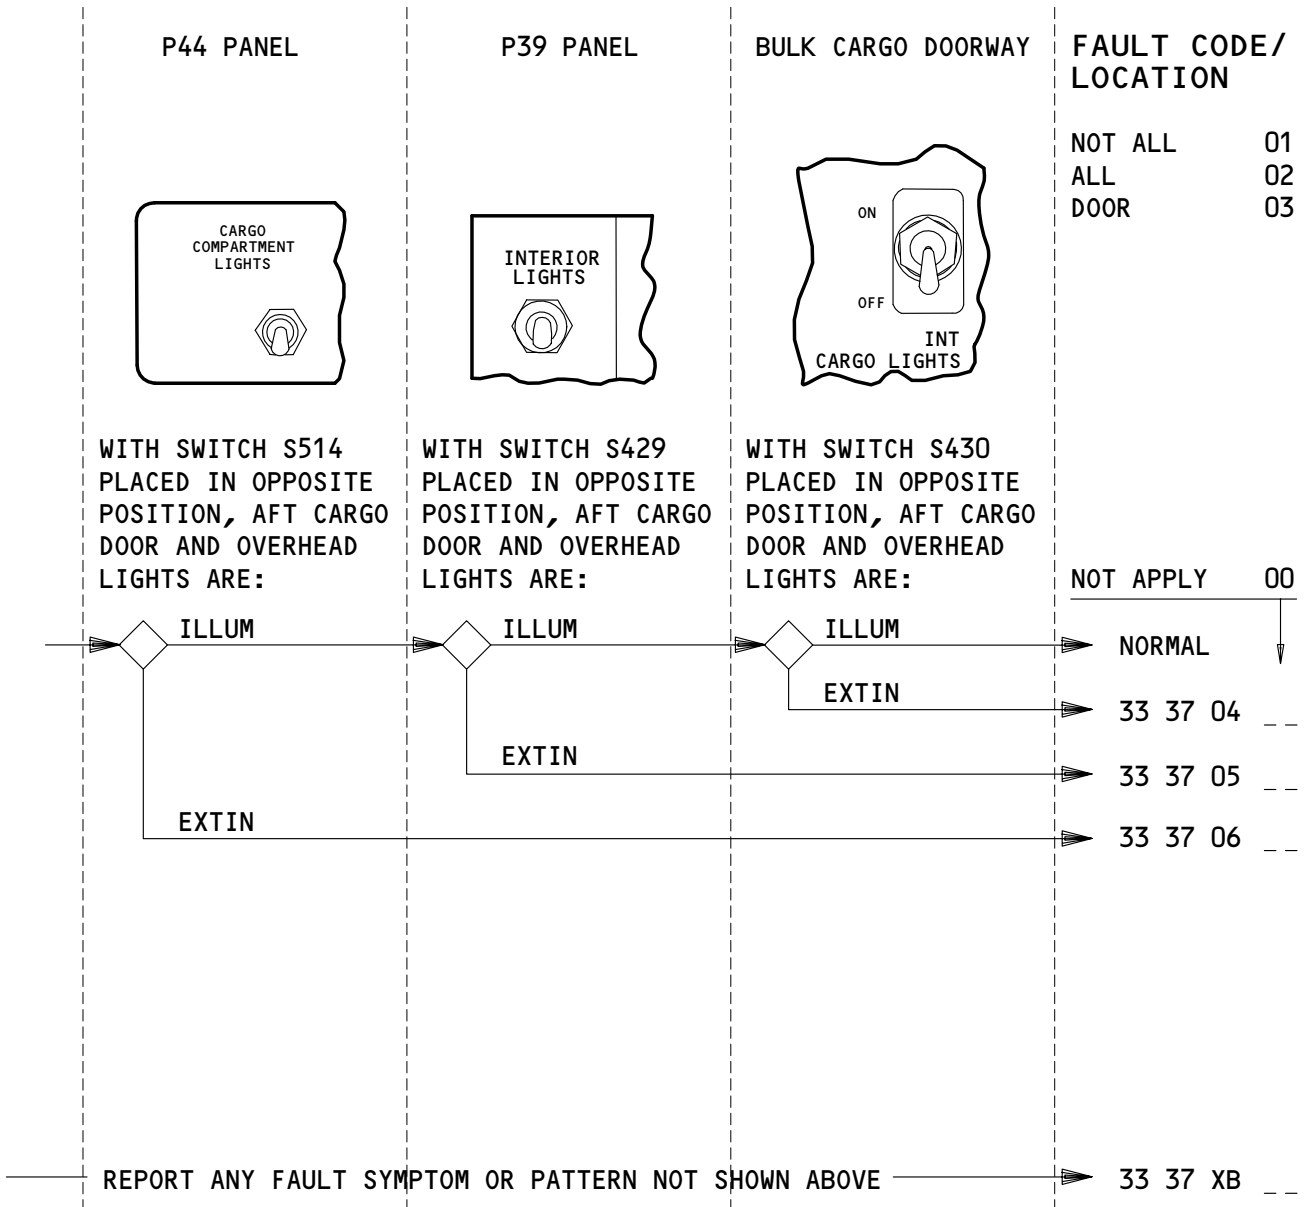 P44 PANEL
P39 PANEL
BULK CARGO DOORWAY
FAULT CODE/
LOCATION
NOT ALL 01
ALL 02
DOOR 03
CARGO
COMPARTMENT
LIGHTS
INTERIOR
LIGHTS
ON
OFF
INT
CARGO LIGHTS
WITH SWITCH S514
PLACED IN OPPOSITE
POSITION, AFT CARGO
DOOR AND OVERHEAD
LIGHTS ARE:
WITH SWITCH S429
PLACED IN OPPOSITE
POSITION, AFT CARGO
DOOR AND OVERHEAD
LIGHTS ARE:
WITH SWITCH S430
PLACED IN OPPOSITE
POSITION, AFT CARGO
DOOR AND OVERHEAD
LIGHTS ARE:
NOT APPLY 00
ILLUM
ILLUM
ILLUM
NORMAL
EXTIN
33 37 04 _ _
EXTIN
33 37 05 _ _
EXTIN
33 37 06 _ _
REPORT ANY FAULT SYMPTOM OR PATTERN NOT SHOWN ABOVE
33 37 XB _ _